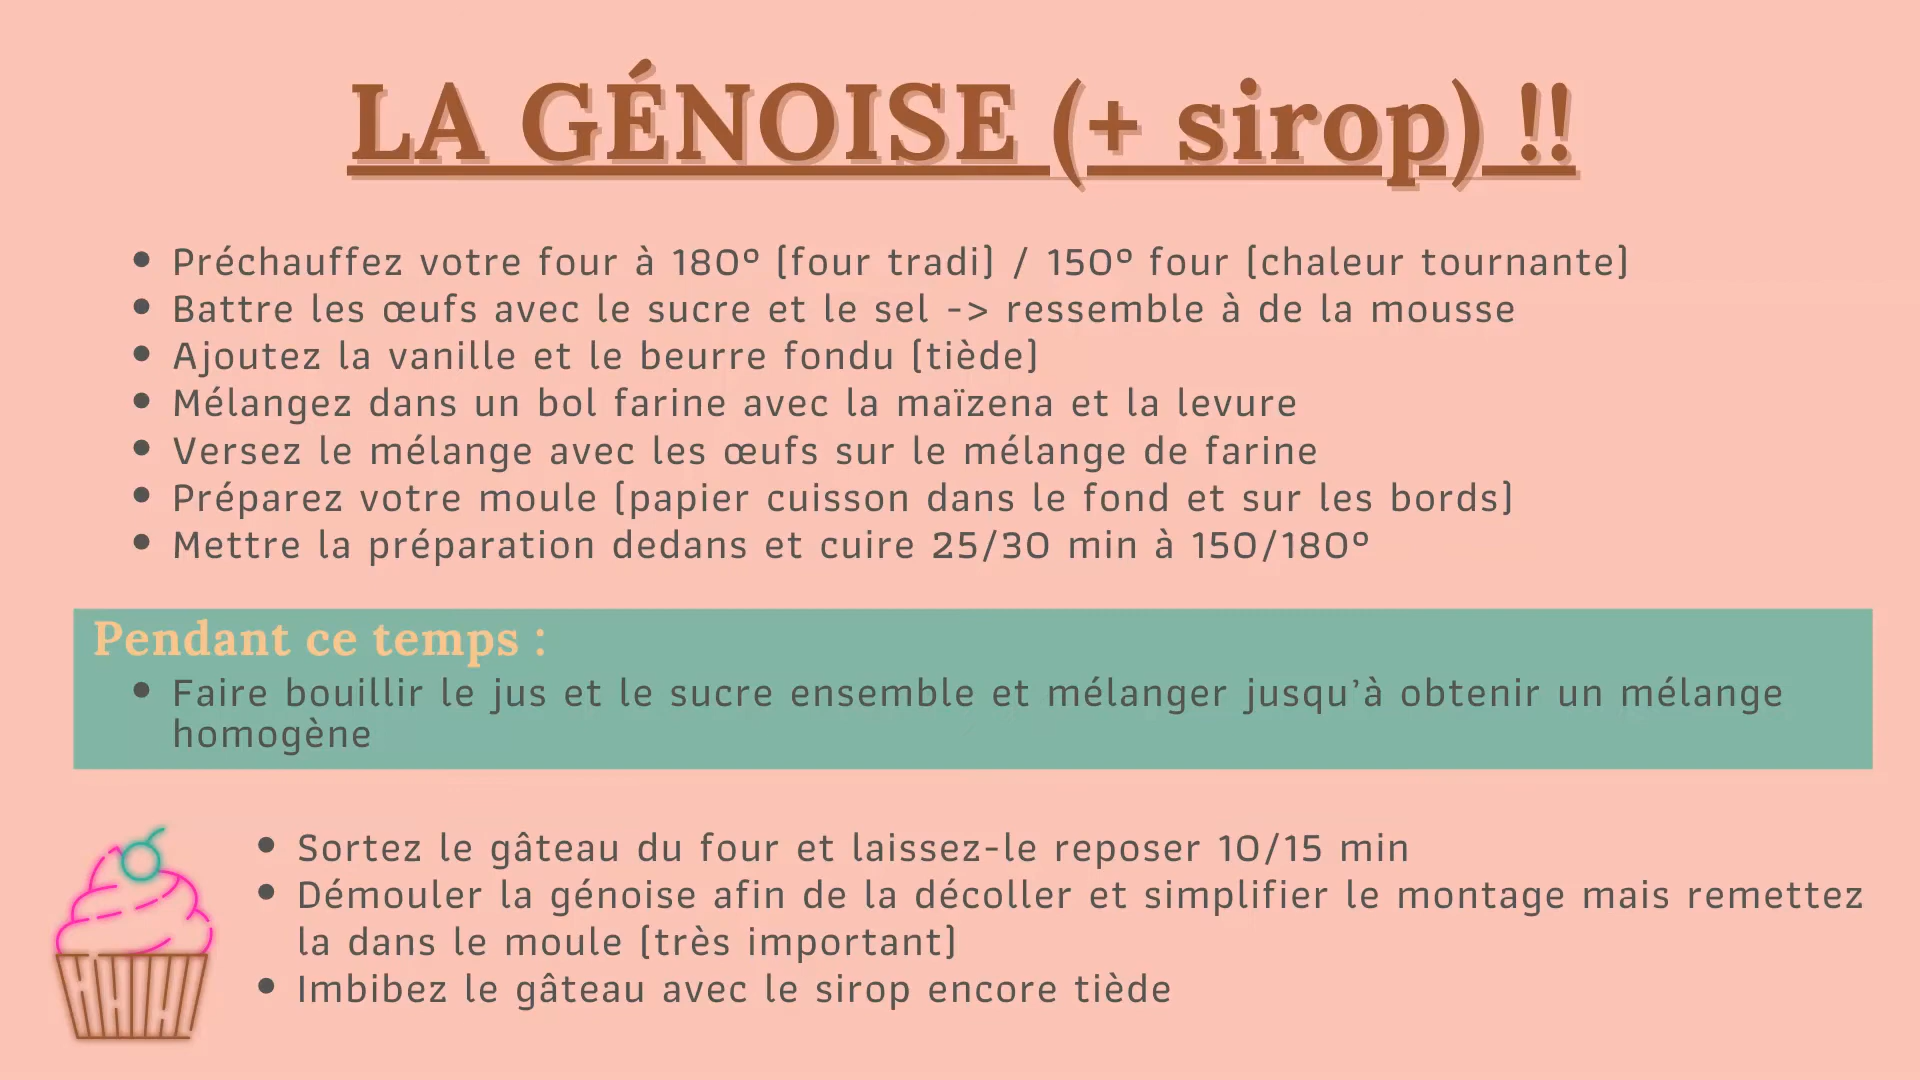 LA GÉNOISE (+ sirop) !!
Préchauffez votre four à 180° (four tradi) / 150° four (chaleur tournante)
Battre les œufs avec le sucre et le sel -> ressemble à de la mousse
Ajoutez la vanille et le beurre fondu (tiède)
Mélangez dans un bol farine avec la maïzena et la levure
Versez le mélange avec les œufs sur le mélange de farine
Préparez votre moule (papier cuisson dans le fond et sur les bords)
Mettre la préparation dedans et cuire 25/30 min à 150/180°
Pendant ce temps :
Faire bouillir le jus et le sucre ensemble et mélanger jusqu’à obtenir un mélange
homogène
Sortez le gâteau du four et laissez-le reposer 10/15 min
Démouler la génoise afin de la décoller et simplifier le montage mais remettez
la dans le moule (très important)
Imbibez le gâteau avec le sirop encore tiède